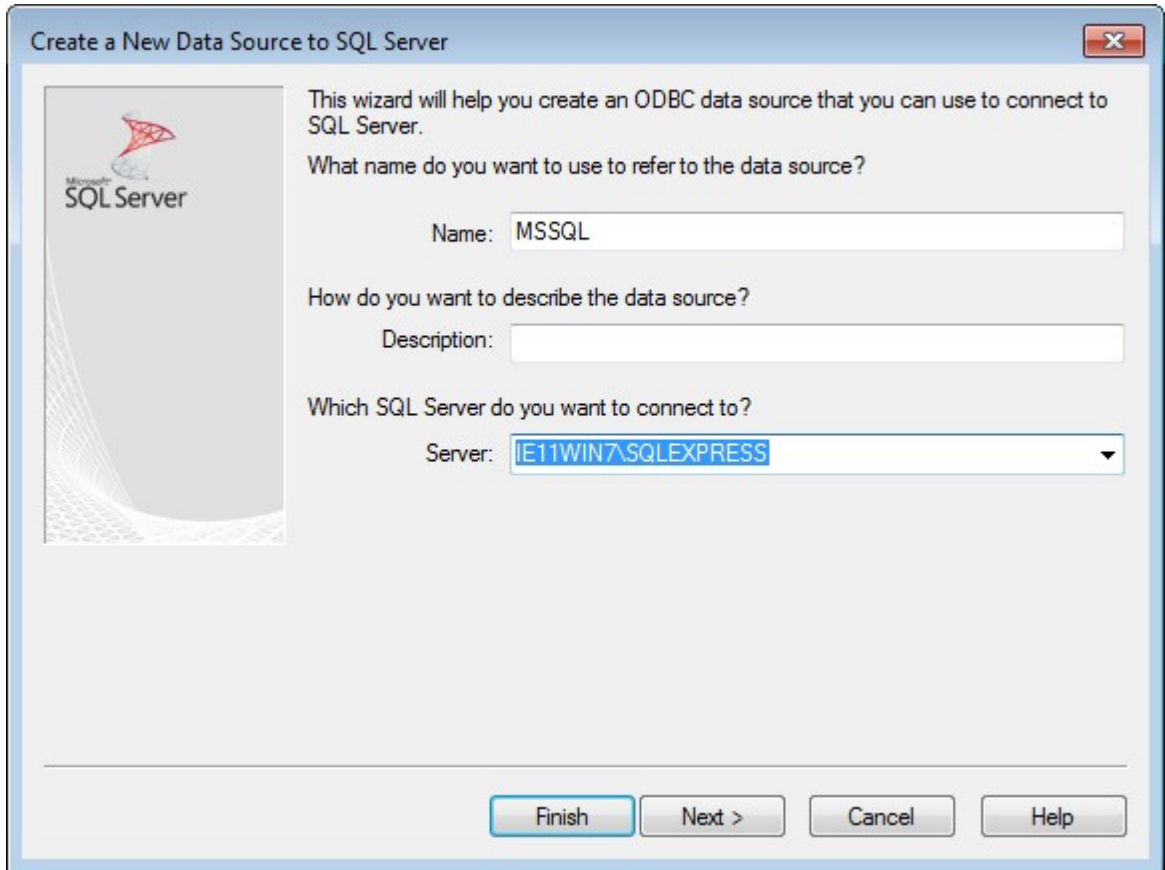 Create a New Data Source to SQL Server
Microsoft
SQL Server
This wizard will help you create an ODBC data source that you can use to connect to
SQL Server.
What name do you want to use to refer to the data source?
Name: MSSQL
How do you want to describe the data source?
Description:
Which SQL Server do you want to connect to?
Server: IE11WIN7\SQLEXPRESS
Finish Next > Cancel Help